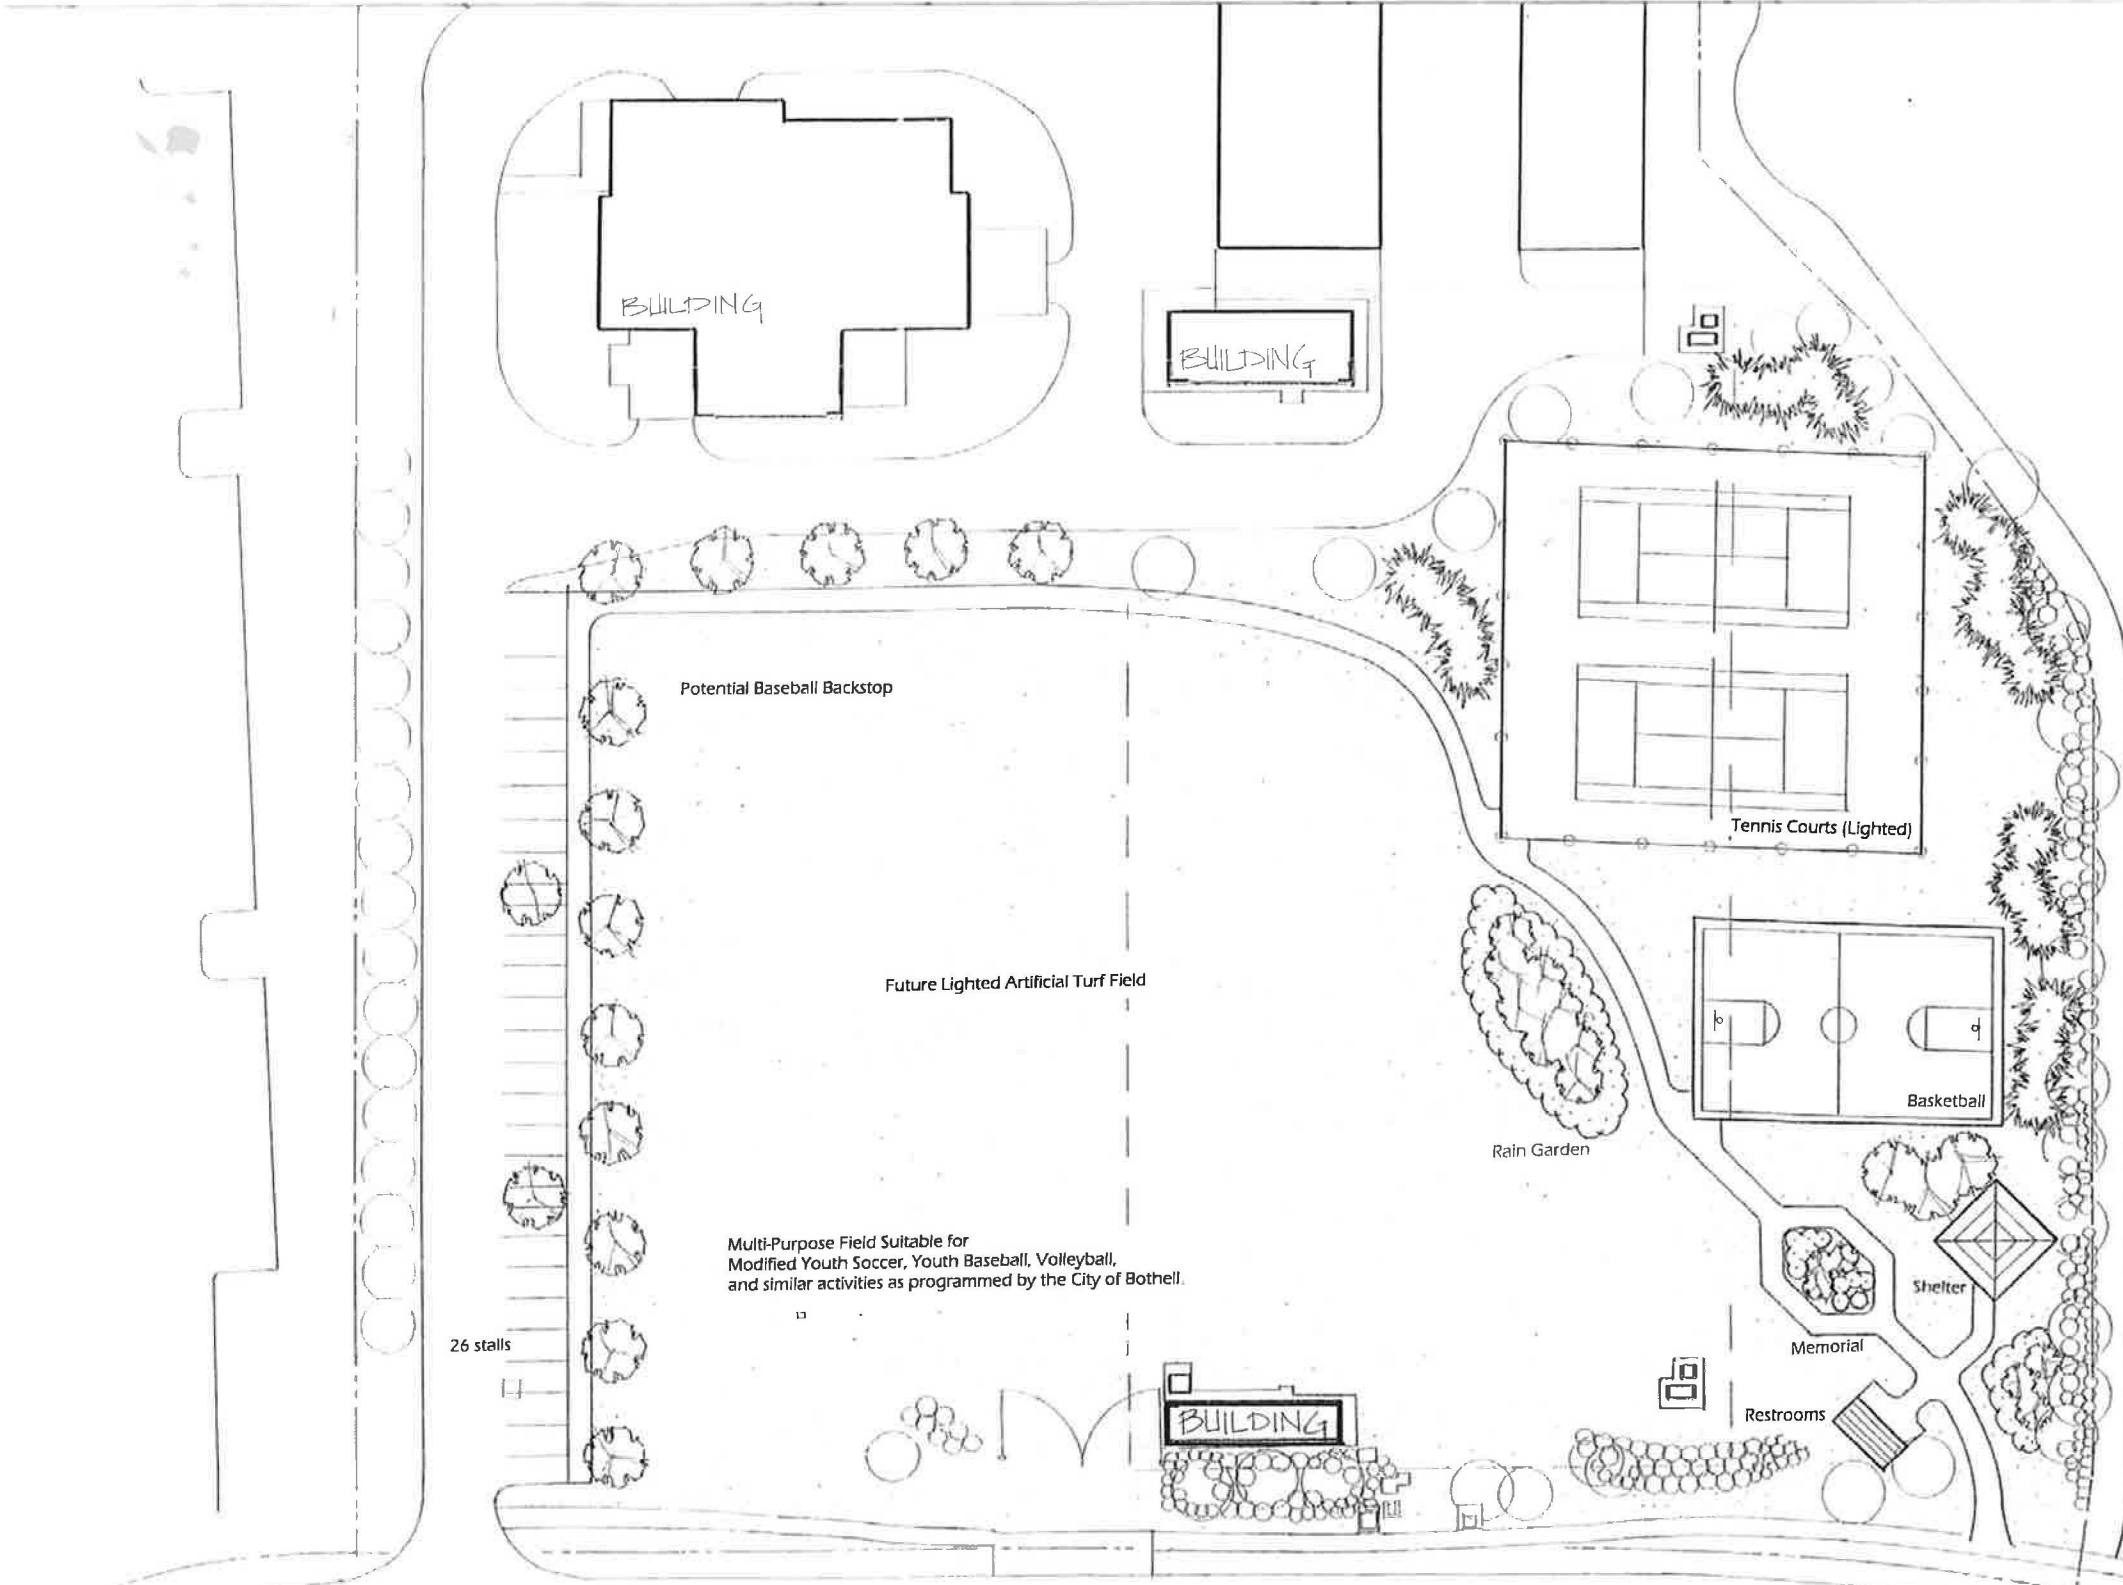 BUILDING
BUILDING
Potential Baseball Backstop
Tennis Courts (Lighted)
Future Lighted Artificial Turf Field
Basketball
Rain Garden
Multi-Purpose Field Suitable for
Modified Youth Soccer, Youth Baseball, Volleyball,
and similar activities as programmed by the City of Bothell.
Shelter
26 stalls
Memorial
Restrooms
BUILDING